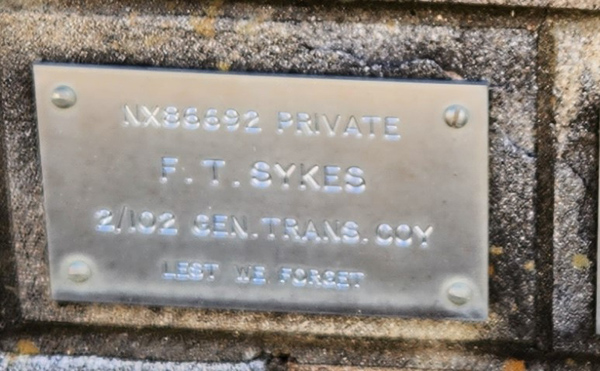 NX86692 PRIVATE
F. T. SYKES
2/102 GEN. TRANS. COY
LEST WE FORGET